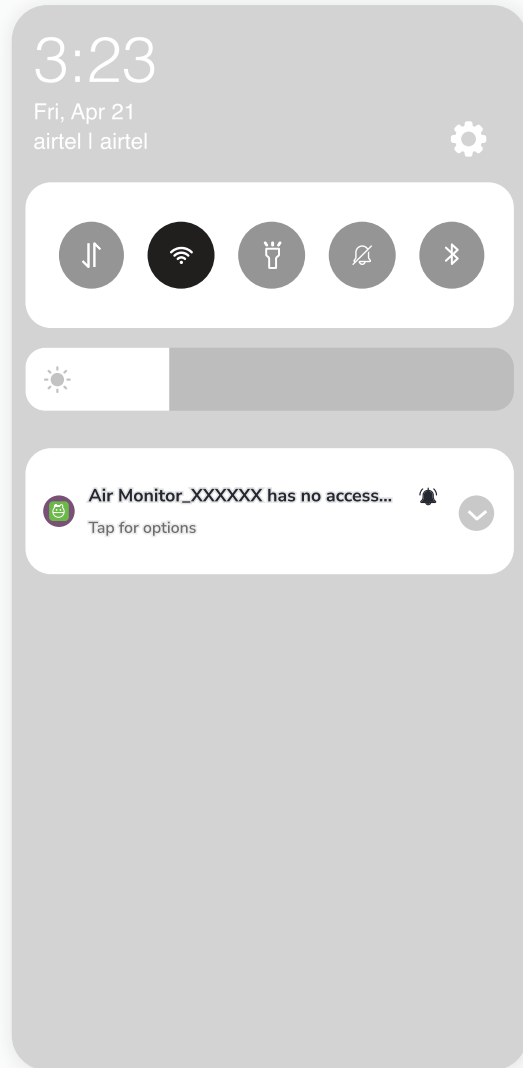 3:23
Fri, Apr 21
airtel | airtel
Air Monitor_XXXXXX has no access...
Tap for options